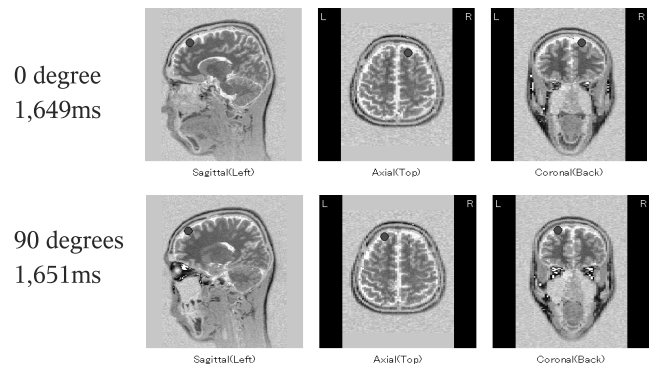 0 degree
1,649ms
L
R
L
R
Sagittal(Left)
Axial(Top)
Coronal(Back)
90 degrees
1,651ms
L
R
L
R
Sagittal(Left)
Axial(Top)
Coronal(Back)